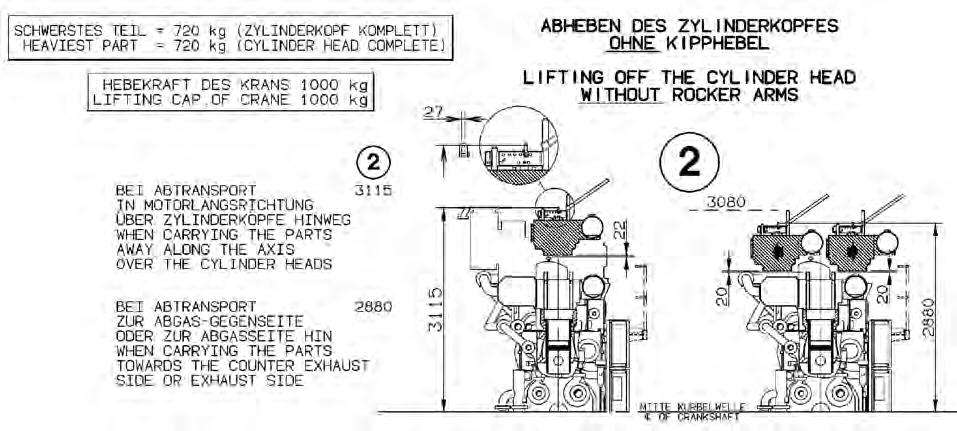 SCHWERSTES TEIL = 720 kg (ZYLINDERKOPF KOMPLETT)
HEAVIEST PART = 720 kg (CYLINDER HEAD COMPLETE)
HEBEKRAFT DES KRANS 1000 kg
LIFTING CAP.OF CRANE 1000 kg
ABHEBEN DES ZYLINDERKOPFES
OHNE KIPPHEBEL
LIFTING OFF THE CYLINDER HEAD
WITHOUT ROCKER ARMS
2
BEI ABTRANSPORT 3115
IN MOTORLANGSRICHTUNG
ÜBER ZYLINDERKÖPFE HINWEG
WHEN CARRYING THE PARTS
AWAY ALONG THE AXIS
OVER THE CYLINDER HEADS
BEI ABTRANSPORT 2880
ZUR ABGAS-GEGENSEITE
ODER ZUR ABGASSEITE HIN
WHEN CARRYING THE PARTS
TOWARDS THE COUNTER EXHAUST
SIDE OR EXHAUST SIDE
27
3115
22
2
3080
20
20
2880
MITTE KURBELWELLE
℄ OF CRANKSHAFT